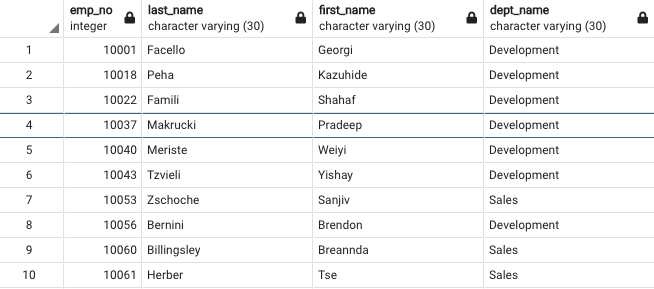 emp_no last_name first_name dept_name
integer character varying (30) character varying (30) character varying (30)
1 10001 Facello Georgi Development
2 10018 Peha Kazuhide Development
3 10022 Famili Shahaf Development
4 10037 Makrucki Pradeep Development
5 10040 Meriste Weiyi Development
6 10043 Tzvieli Yishay Development
7 10053 Zschoche Sanjiv Sales
8 10056 Bernini Brendon Development
9 10060 Billingsley Breannda Sales
10 10061 Herber Tse Sales